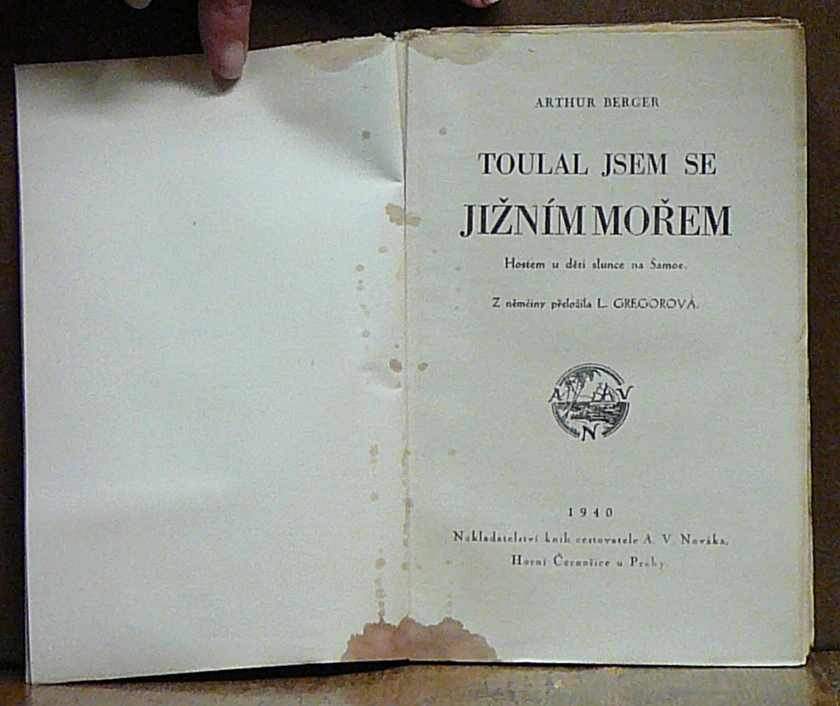 ARTHUR BERGER
TOULAL JSEM SE
JIŽNÍM MOŘEM
Hostem u dětí slunce na Samoe.
Z němčiny přeložila L. GREGOROVÁ.
A V
N
1940
Nakladatelství knih cestovatele A. V. Nováka,
Horní Černošice u Prahy.